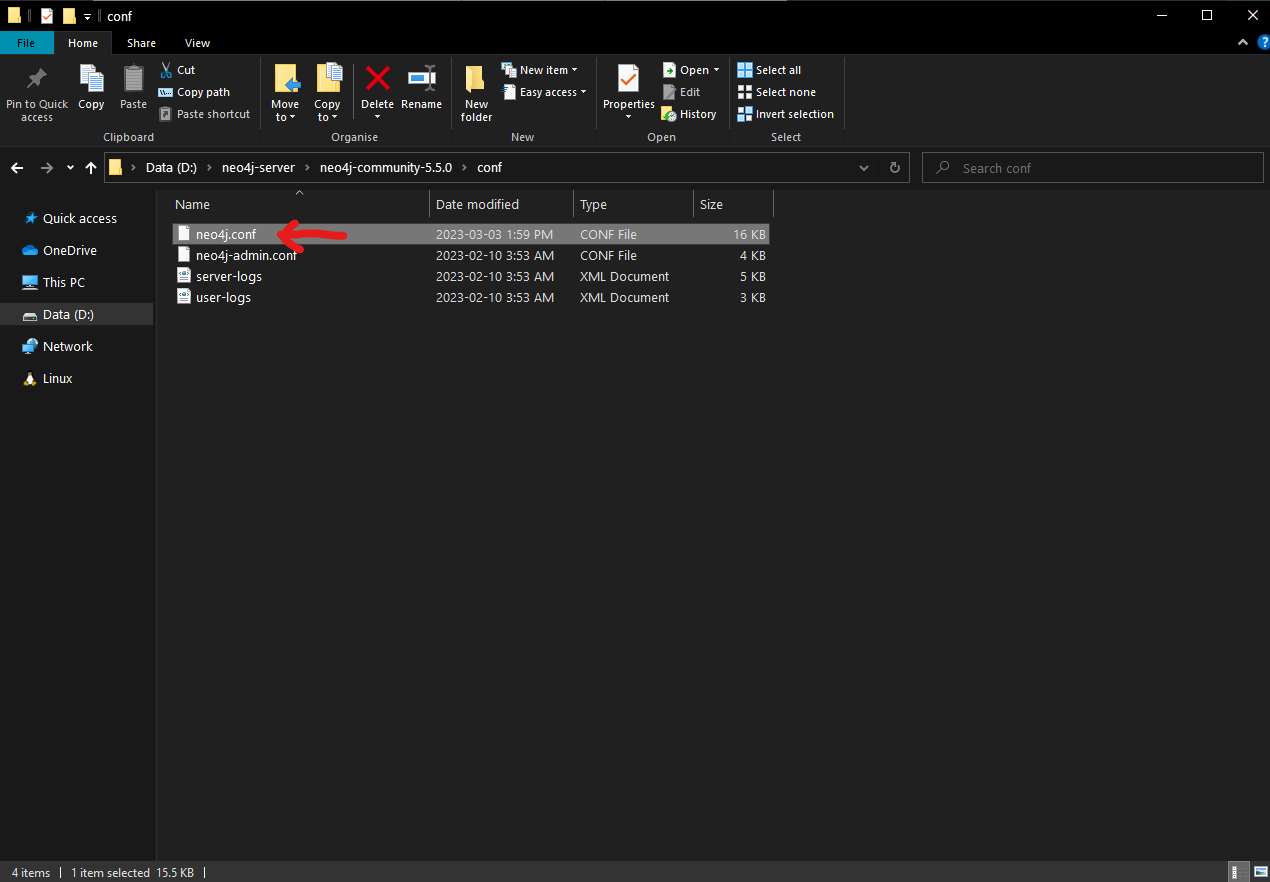 conf
File Home Share View
Pin to Quick access
Copy
Paste
Cut
Copy path
Paste shortcut
Clipboard
Move to
Copy to
Delete
Rename
Organise
New folder
New item
Easy access
New
Properties
Open
Edit
History
Open
Select all
Select none
Invert selection
Select
Data (D:) neo4j-server neo4j-community-5.5.0 conf
Search conf
Quick access
OneDrive
This PC
Data (D:)
Network
Linux
Name Date modified Type Size
neo4j.conf 2023-03-03 1:59 PM CONF File 16 KB
neo4j-admin.conf 2023-02-10 3:53 AM CONF File 4 KB
server-logs 2023-02-10 3:53 AM XML Document 5 KB
user-logs 2023-02-10 3:53 AM XML Document 3 KB
4 items 1 item selected 15.5 KB